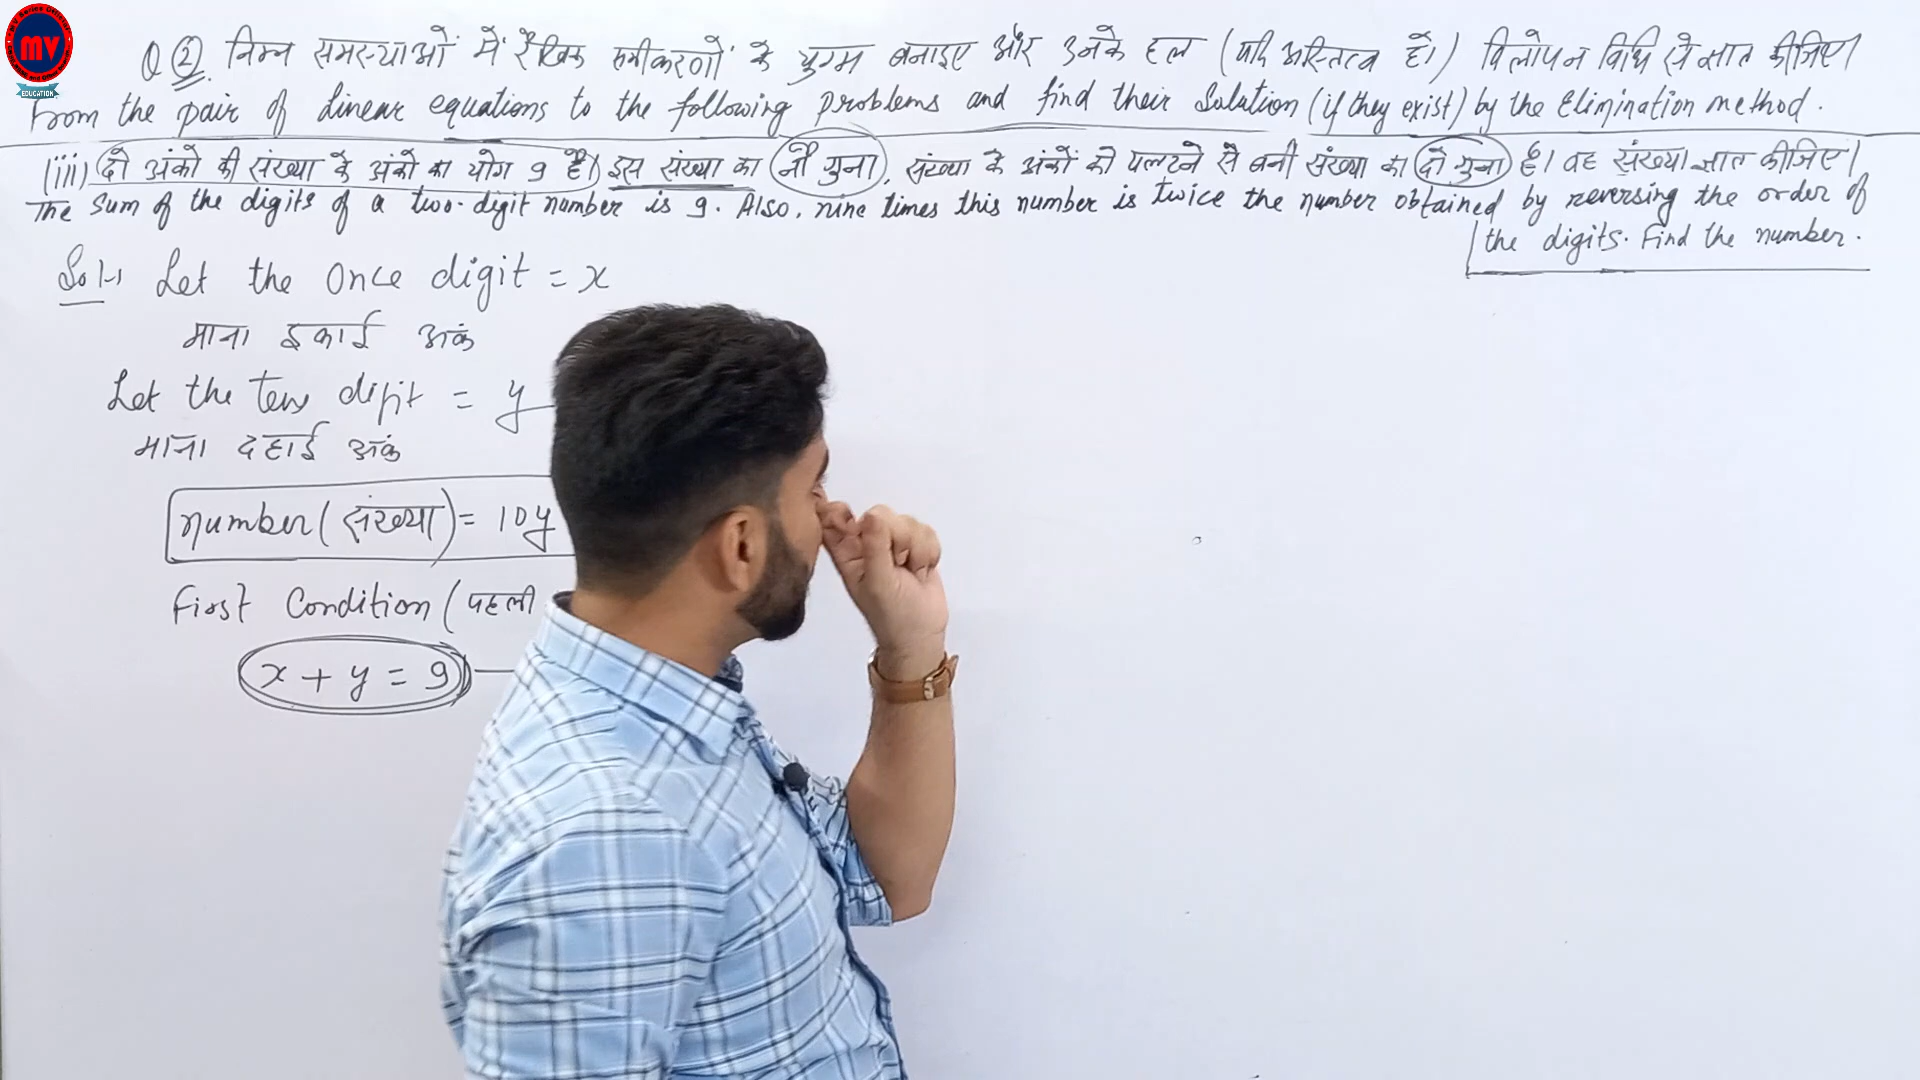 mv
EDUCATION
Q ②. निम्न समस्याओं में रैखिक समीकरणों के युग्म बनाइए और उनके हल (यदि अस्तित्व हो) विलोपन विधि से ज्ञात कीजिए।
From the pair of Linear equations to the following problems and find their Solution (if they exist) by the Elimination method.
(iii) दो अंकों की संख्या के अंकों का योग 9 है। इस संख्या का नौ गुना, संख्या के अंकों को पलटने से बनी संख्या का दो गुना है। वह संख्या ज्ञात कीजिए।
The Sum of the digits of a two-digit number is 9. Also, nine times this number is twice the number obtained by reversing the order of
the digits. Find the number.
Sol:- Let the Once digit = x
माना इकाई अंक
Let the Tens digit = y
माना दहाई अंक
number (संख्या) = 10y
First Condition (पहली
x + y = 9